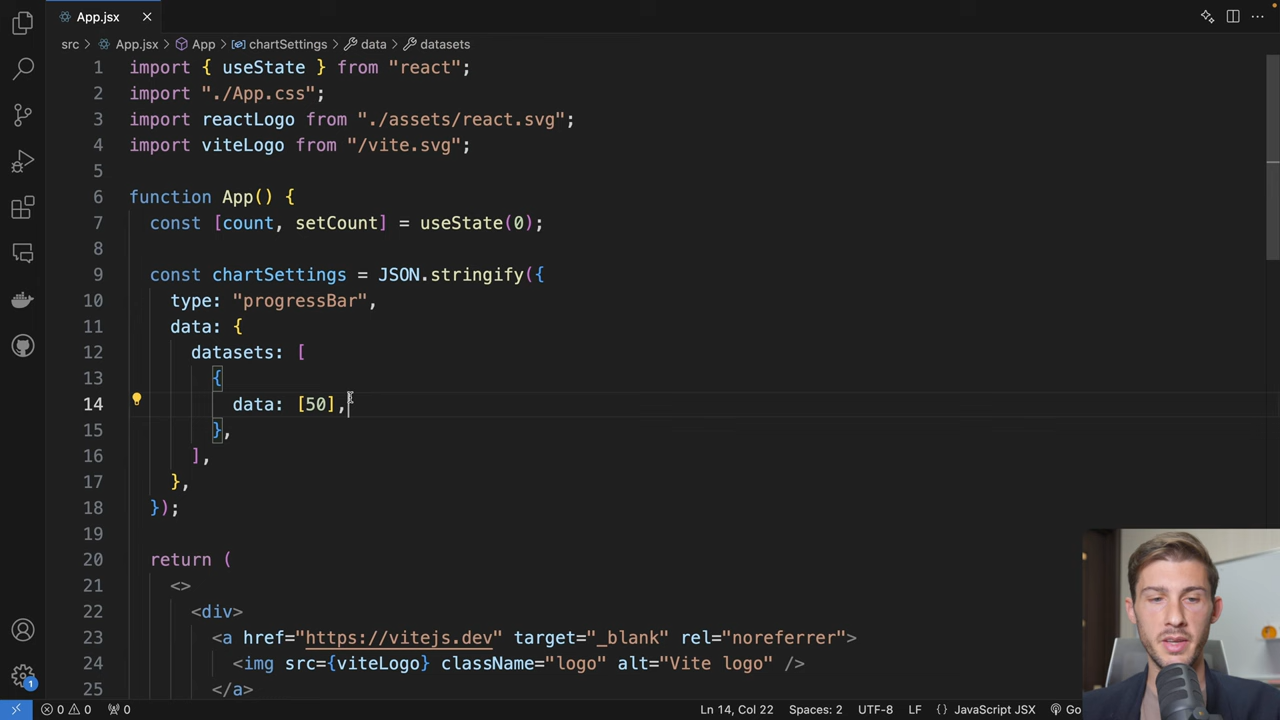 App.jsx
src > App.jsx > App > chartSettings > data > datasets
1 import { useState } from "react";
2 import "./App.css";
3 import reactLogo from "./assets/react.svg";
4 import viteLogo from "/vite.svg";
5
6 function App() {
7 const [count, setCount] = useState(0);
8
9 const chartSettings = JSON.stringify({
10 type: "progressBar",
11 data: {
12 datasets: [
13 {
14 data: [50],
15 },
16 ],
17 },
18 });
19
20 return (
21 <>
22 <div>
23 <a href="https://vitejs.dev" target="_blank" rel="noreferrer">
24 <img src={viteLogo} className="logo" alt="Vite logo" />
25 </a>
1
0 0 0 Ln 14, Col 22 Spaces: 2 UTF-8 LF {} JavaScript JSX Go